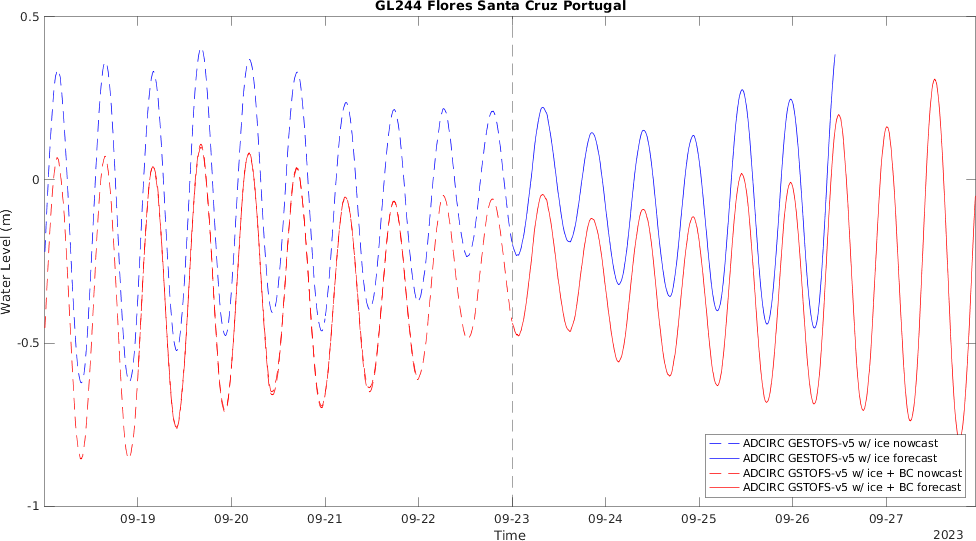 GL244 Flores Santa Cruz Portugal
0.5
0
-0.5
-1
Water Level (m)
09-19 09-20 09-21 09-22 09-23 09-24 09-25 09-26 09-27
Time
2023
ADCIRC GESTOFS-v5 w/ ice nowcast
ADCIRC GESTOFS-v5 w/ ice forecast
ADCIRC GSTOFS-v5 w/ ice + BC nowcast
ADCIRC GSTOFS-v5 w/ ice + BC forecast